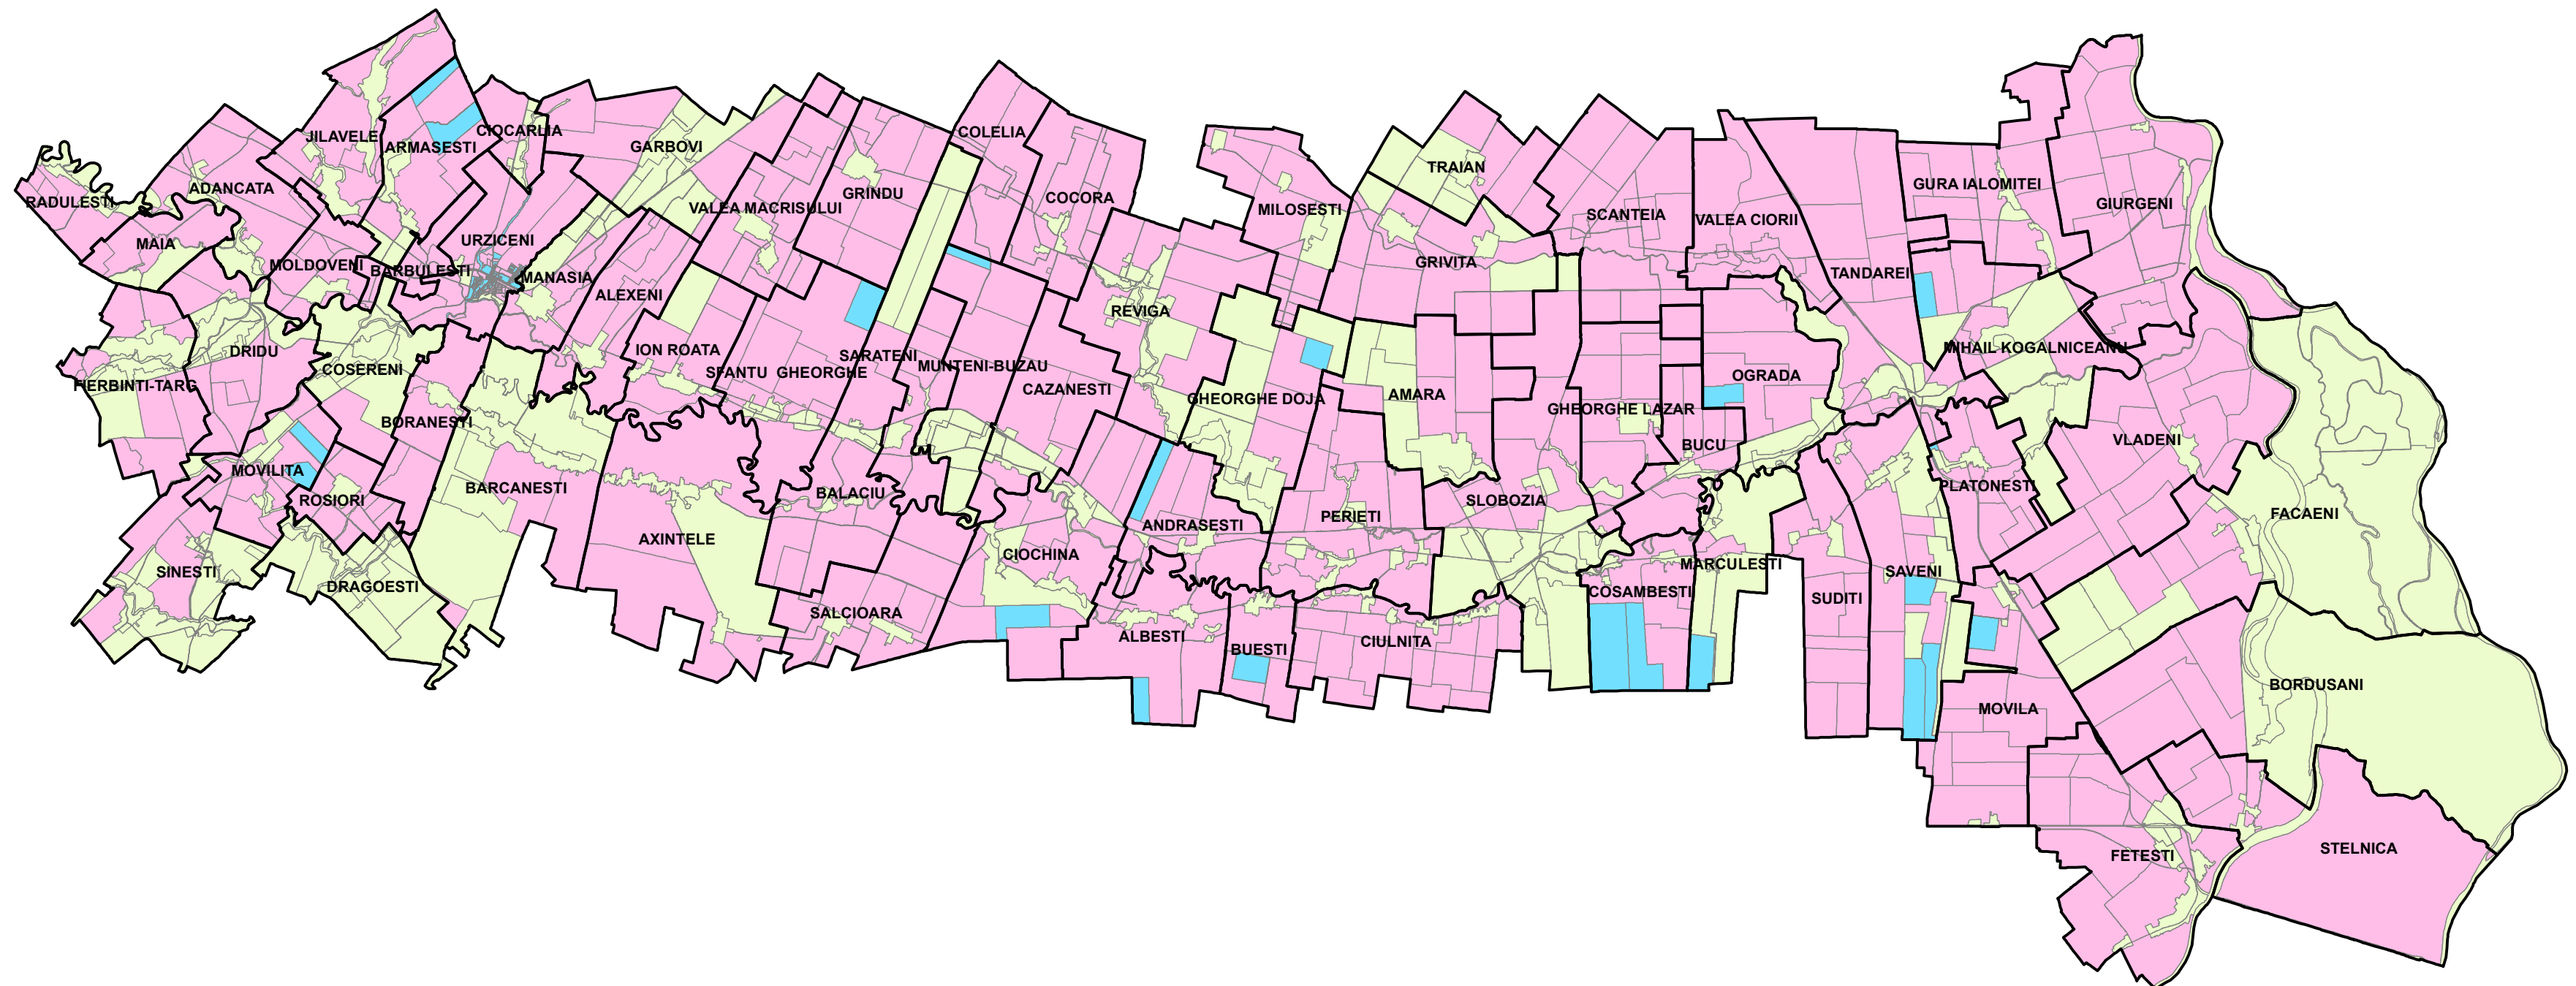 JILAVELE
ARMASESTI
CIOCARLIA
GARBOVI
COLELIA
COCORA
RADULESTI
ADANCATA
MAIA
MOLDOVENI
BARBULESTI
URZICENI
MANASIA
ALEXENI
VALEA MACRISULUI
GRINDU
MILOSESTI
TRAIAN
GRIVITA
SCANTEIA
VALEA CIORII
TANDAREI
GURA IALOMITEI
GIURGENI
FIERBINTI-TARG
DRIDU
COSERENI
BORANESTI
ION ROATA
SFANTU GHEORGHE
SARATENI
MUNTENI-BUZAU
CAZANESTI
REVIGA
GHEORGHE DOJA
AMARA
GHEORGHE LAZAR
OGRADA
BUCU
MIHAIL KOGALNICEANU
VLADENI
PLATONESTI
FACAENI
MOVILITA
ROSIORI
BARCANESTI
SINESTI
DRAGOESTI
AXINTELE
BALACIU
SALCIOARA
CIOCHINA
ANDRASESTI
PERIETI
SLOBOZIA
ALBESTI
BUESTI
CIULNITA
COSAMBESTI
MARCULESTI
SUDITI
SAVENI
MOVILA
BORDUSANI
FETESTI
STELNICA